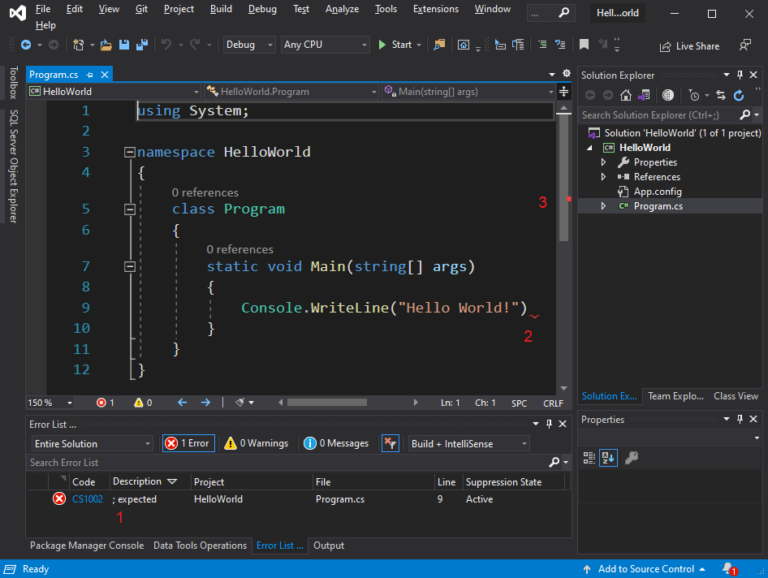 File Edit View Git Project Build Debug Test Analyze Tools Extensions Window ... Hell...orld
Help
Debug Any CPU Start Live Share
Toolbox
SQL Server Object Explorer
Program.cs
HelloWorld HelloWorld.Program Main(string[] args)
1 using System;
2
3 namespace HelloWorld
4 {
0 references
5 class Program
6 {
0 references
7 static void Main(string[] args)
8 {
9 Console.WriteLine("Hello World!")
10 }
11 }
12 }
3
2
150 % 1 0 Ln: 1 Ch: 1 SPC CRLF
Solution Explorer
Search Solution Explorer (Ctrl+;)
Solution 'HelloWorld' (1 of 1 project)
C# HelloWorld
Properties
References
App.config
C# Program.cs
Solution Ex... Team Explo... Class View
Properties
Error List ...
Entire Solution 1 Error 0 Warnings 0 Messages Build + IntelliSense
Search Error List
Code Description Project File Line Suppression State
CS1002 ; expected HelloWorld Program.cs 9 Active
1
Package Manager Console Data Tools Operations Error List ... Output
Ready Add to Source Control 1